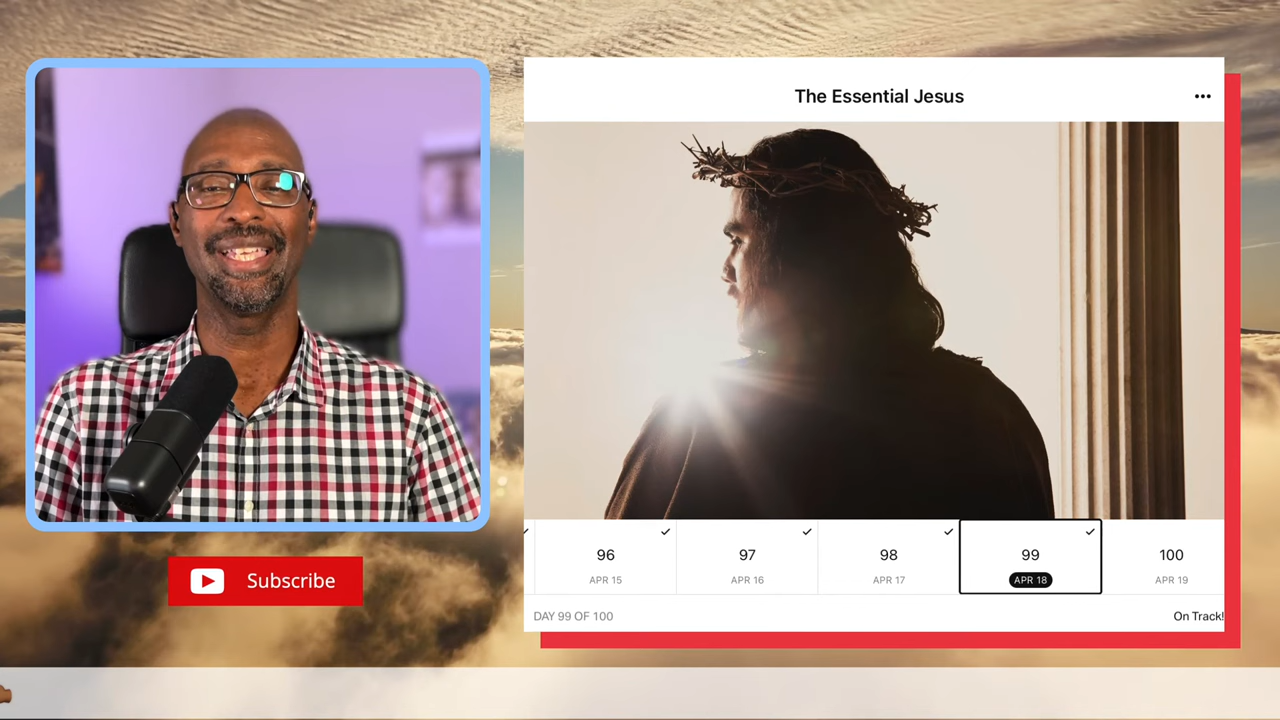 The Essential Jesus
96
97
98
99
100
APR 15
APR 16
APR 17
APR 18
APR 19
DAY 99 OF 100
On Track!
Subscribe